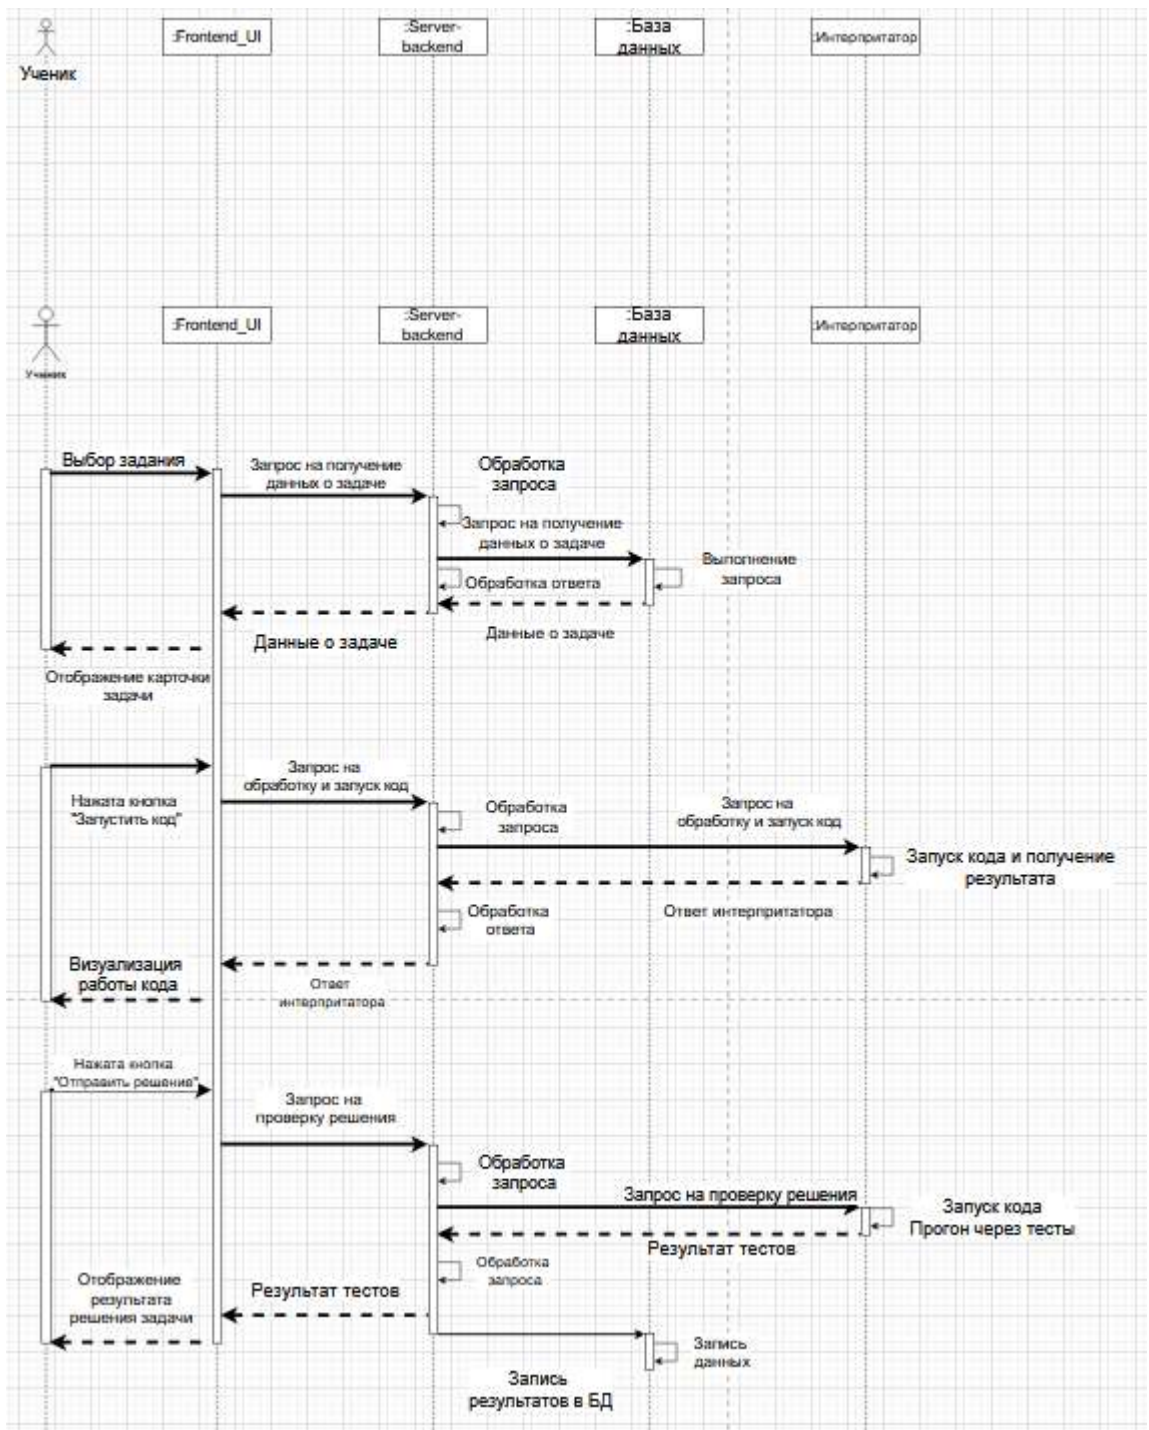 :Frontend_UI
:Server-
backend
:База
данных
:Интерпритатор
Ученик
:Frontend_UI
:Server-
backend
:База
данных
:Интерпритатор
Ученик
Выбор задания
Запрос на получение
данных о задаче
Обработка
запроса
Запрос на получение
данных о задаче
Выполнение
запроса
Обработка ответа
Данные о задаче
Данные о задаче
Отображение карточки
задачи
Нажата кнопка
"Запустить код"
Запрос на
обработку и запуск код
Обработка
запроса
Запрос на
обработку и запуск код
Запуск кода и получение
результата
Обработка
ответа
Ответ интерпритатора
Визуализация
работы кода
Ответ
интерпритатора
Нажата кнопка
"Отправить решение"
Запрос на
проверку решения
Обработка
запроса
Запрос на проверку решения
Запуск кода
Прогон через тесты
Результат тестов
Обработка
запроса
Отображение
результата
решения задачи
Результат тестов
Запись
данных
Запись
результатов в БД